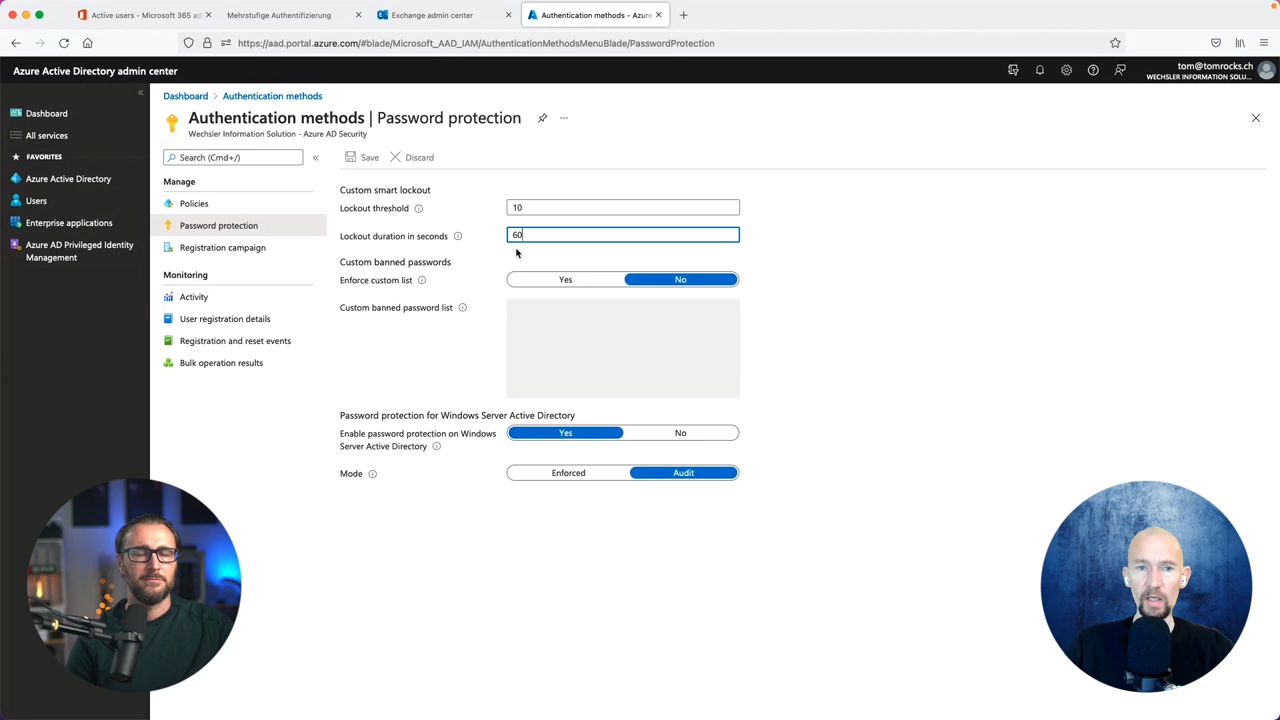 Active users - Microsoft 365 ad
Mehrstufige Authentifizierung
Exchange admin center
Authentication methods - Azure
https://aad.portal.azure.com/#blade/Microsoft_AAD_IAM/AuthenticationMethodsMenuBlade/PasswordProtection
Azure Active Directory admin center
tom@tomrocks.ch
WECHSLER INFORMATION SOLU...
Dashboard
All services
FAVORITES
Azure Active Directory
Users
Enterprise applications
Azure AD Privileged Identity
Management
Dashboard > Authentication methods
Authentication methods | Password protection
Wechsler Information Solution - Azure AD Security
Search (Cmd+/)
Manage
Policies
Password protection
Registration campaign
Monitoring
Activity
User registration details
Registration and reset events
Bulk operation results
Save Discard
Custom smart lockout
Lockout threshold 10
Lockout duration in seconds 60
Custom banned passwords
Enforce custom list Yes No
Custom banned password list
Password protection for Windows Server Active Directory
Enable password protection on Windows
Server Active Directory Yes No
Mode Enforced Audit